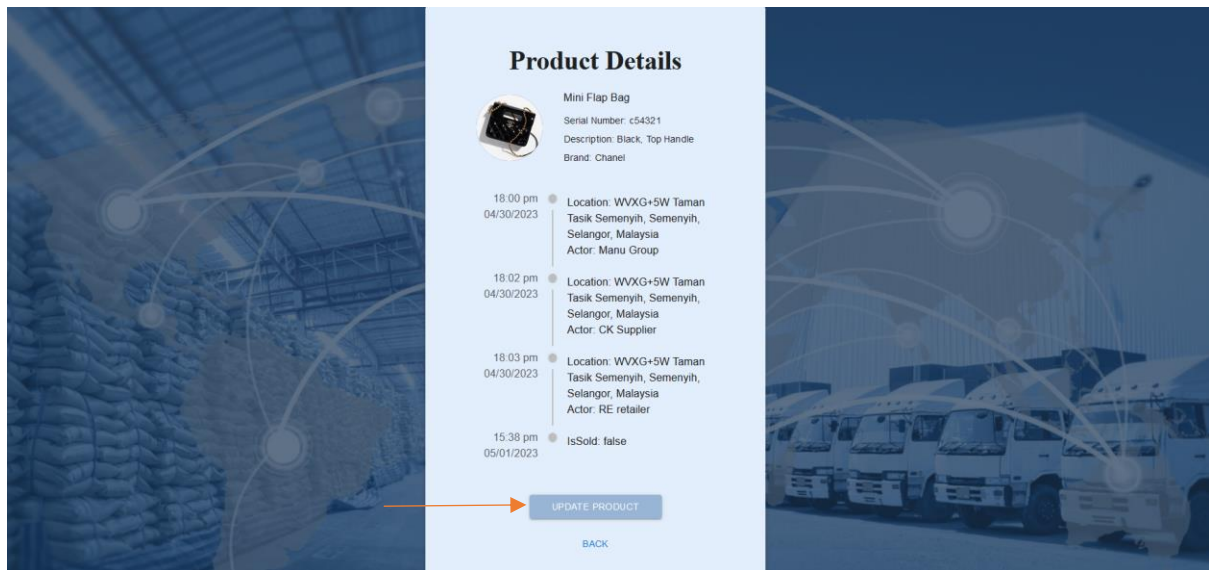 Product Details
Mini Flap Bag
Serial Number: c54321
Description: Black, Top Handle
Brand: Chanel
18:00 pm
04/30/2023
Location: WVXG+5W Taman
Tasik Semenyih, Semenyih,
Selangor, Malaysia
Actor: Manu Group
18:02 pm
04/30/2023
Location: WVXG+5W Taman
Tasik Semenyih, Semenyih,
Selangor, Malaysia
Actor: CK Supplier
18:03 pm
04/30/2023
Location: WVXG+5W Taman
Tasik Semenyih, Semenyih,
Selangor, Malaysia
Actor: RE retailer
15:38 pm
05/01/2023
IsSold: false
UPDATE PRODUCT
BACK